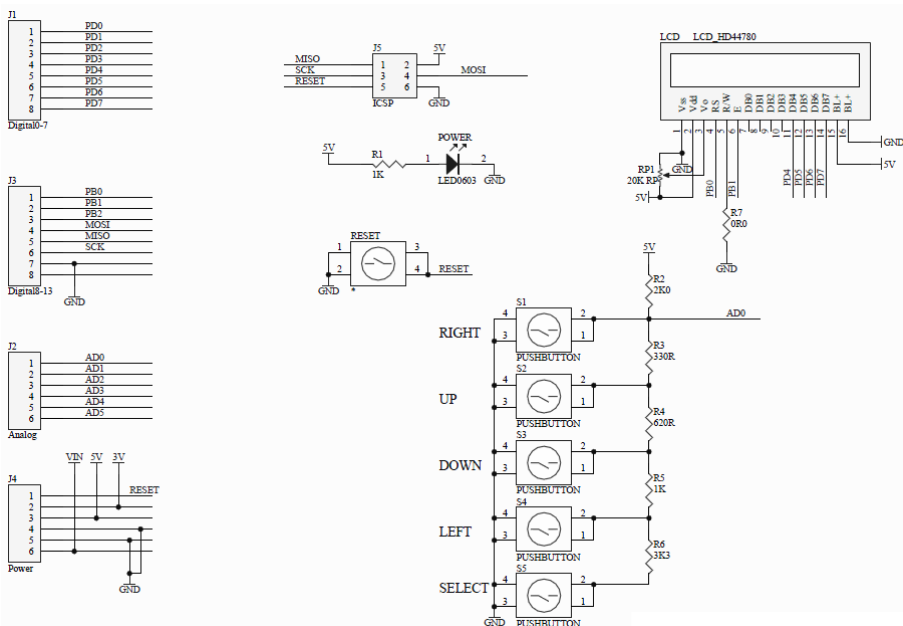 J1
1 PD0
2 PD1
3 PD2
4 PD3
5 PD4
6 PD5
7 PD6
8 PD7
Digital0-7
J5
5V
MISO 1 2
SCK 3 4 MOSI
RESET 5 6
ICSP
GND
LCD LCD_HD44780
Vss Vdd Vo RS R/W E DB0 DB1 DB2 DB3 DB4 DB5 DB6 DB7 BL+ BL+
1 2 3 4 5 6 7 8 9 10 11 12 13 14 15 16
GND
5V
GND
RP1
20K RP
5V
PB0
PB1
PD4 PD5 PD6 PD7
R7
0R0
GND
POWER
5V
R1
1K
1 2
LED0603
GND
J3
1 PB0
2 PB1
3 PB2
4 MOSI
5 MISO
6 SCK
7
8
Digital8-13
GND
RESET
1 3
2 4 RESET
GND
*
5V
R2
2K0
AD0
S1
RIGHT
4 2
3 1
PUSHBUTTON
R3
330R
S2
UP
4 2
3 1
PUSHBUTTON
R4
620R
S3
DOWN
4 2
3 1
PUSHBUTTON
R5
1K
S4
LEFT
4 2
3 1
PUSHBUTTON
R6
3K3
S5
SELECT
4 2
3 1
PUSHBUTTON
GND
J2
1 AD0
2 AD1
3 AD2
4 AD3
5 AD4
6 AD5
Analog
VIN 5V 3V
J4
1 RESET
2
3
4
5
6
Power
GND